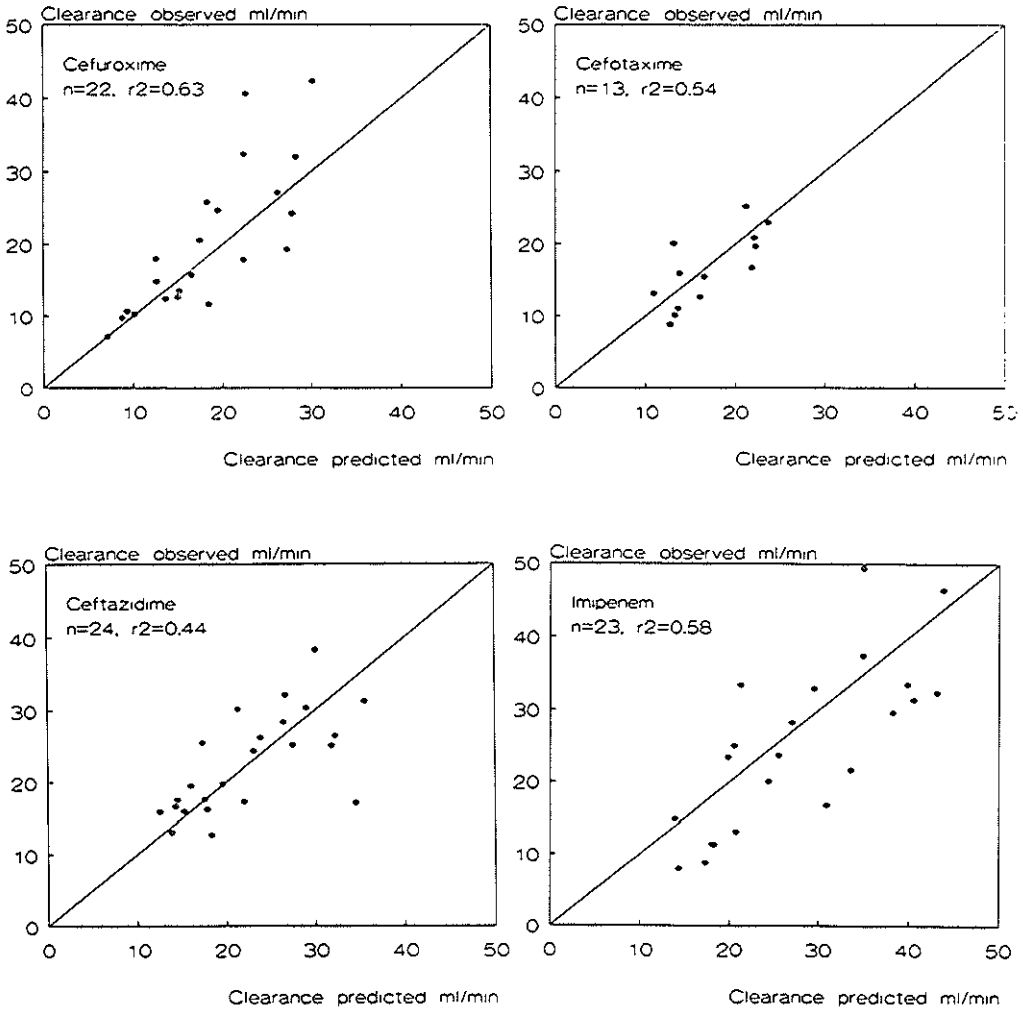 Clearance observed ml/min
50
40
30
20
10
0
Cefuroxime
n=22, r2=0.63
0 10 20 30 40 50
Clearance predicted ml/min
Clearance observed ml/min
50
40
30
20
10
0
Cefotaxime
n=13, r2=0.54
0 10 20 30 40
Clearance predicted ml/min
Clearance observed ml/min
50
40
30
20
10
0
Ceftazidime
n=24, r2=0.44
0 10 20 30 40 50
Clearance predicted ml/min
Clearance observed ml/min
50
40
30
20
10
0
Imipenem
n=23, r2=0.58
0 10 20 30 40 50
Clearance predicted ml/min